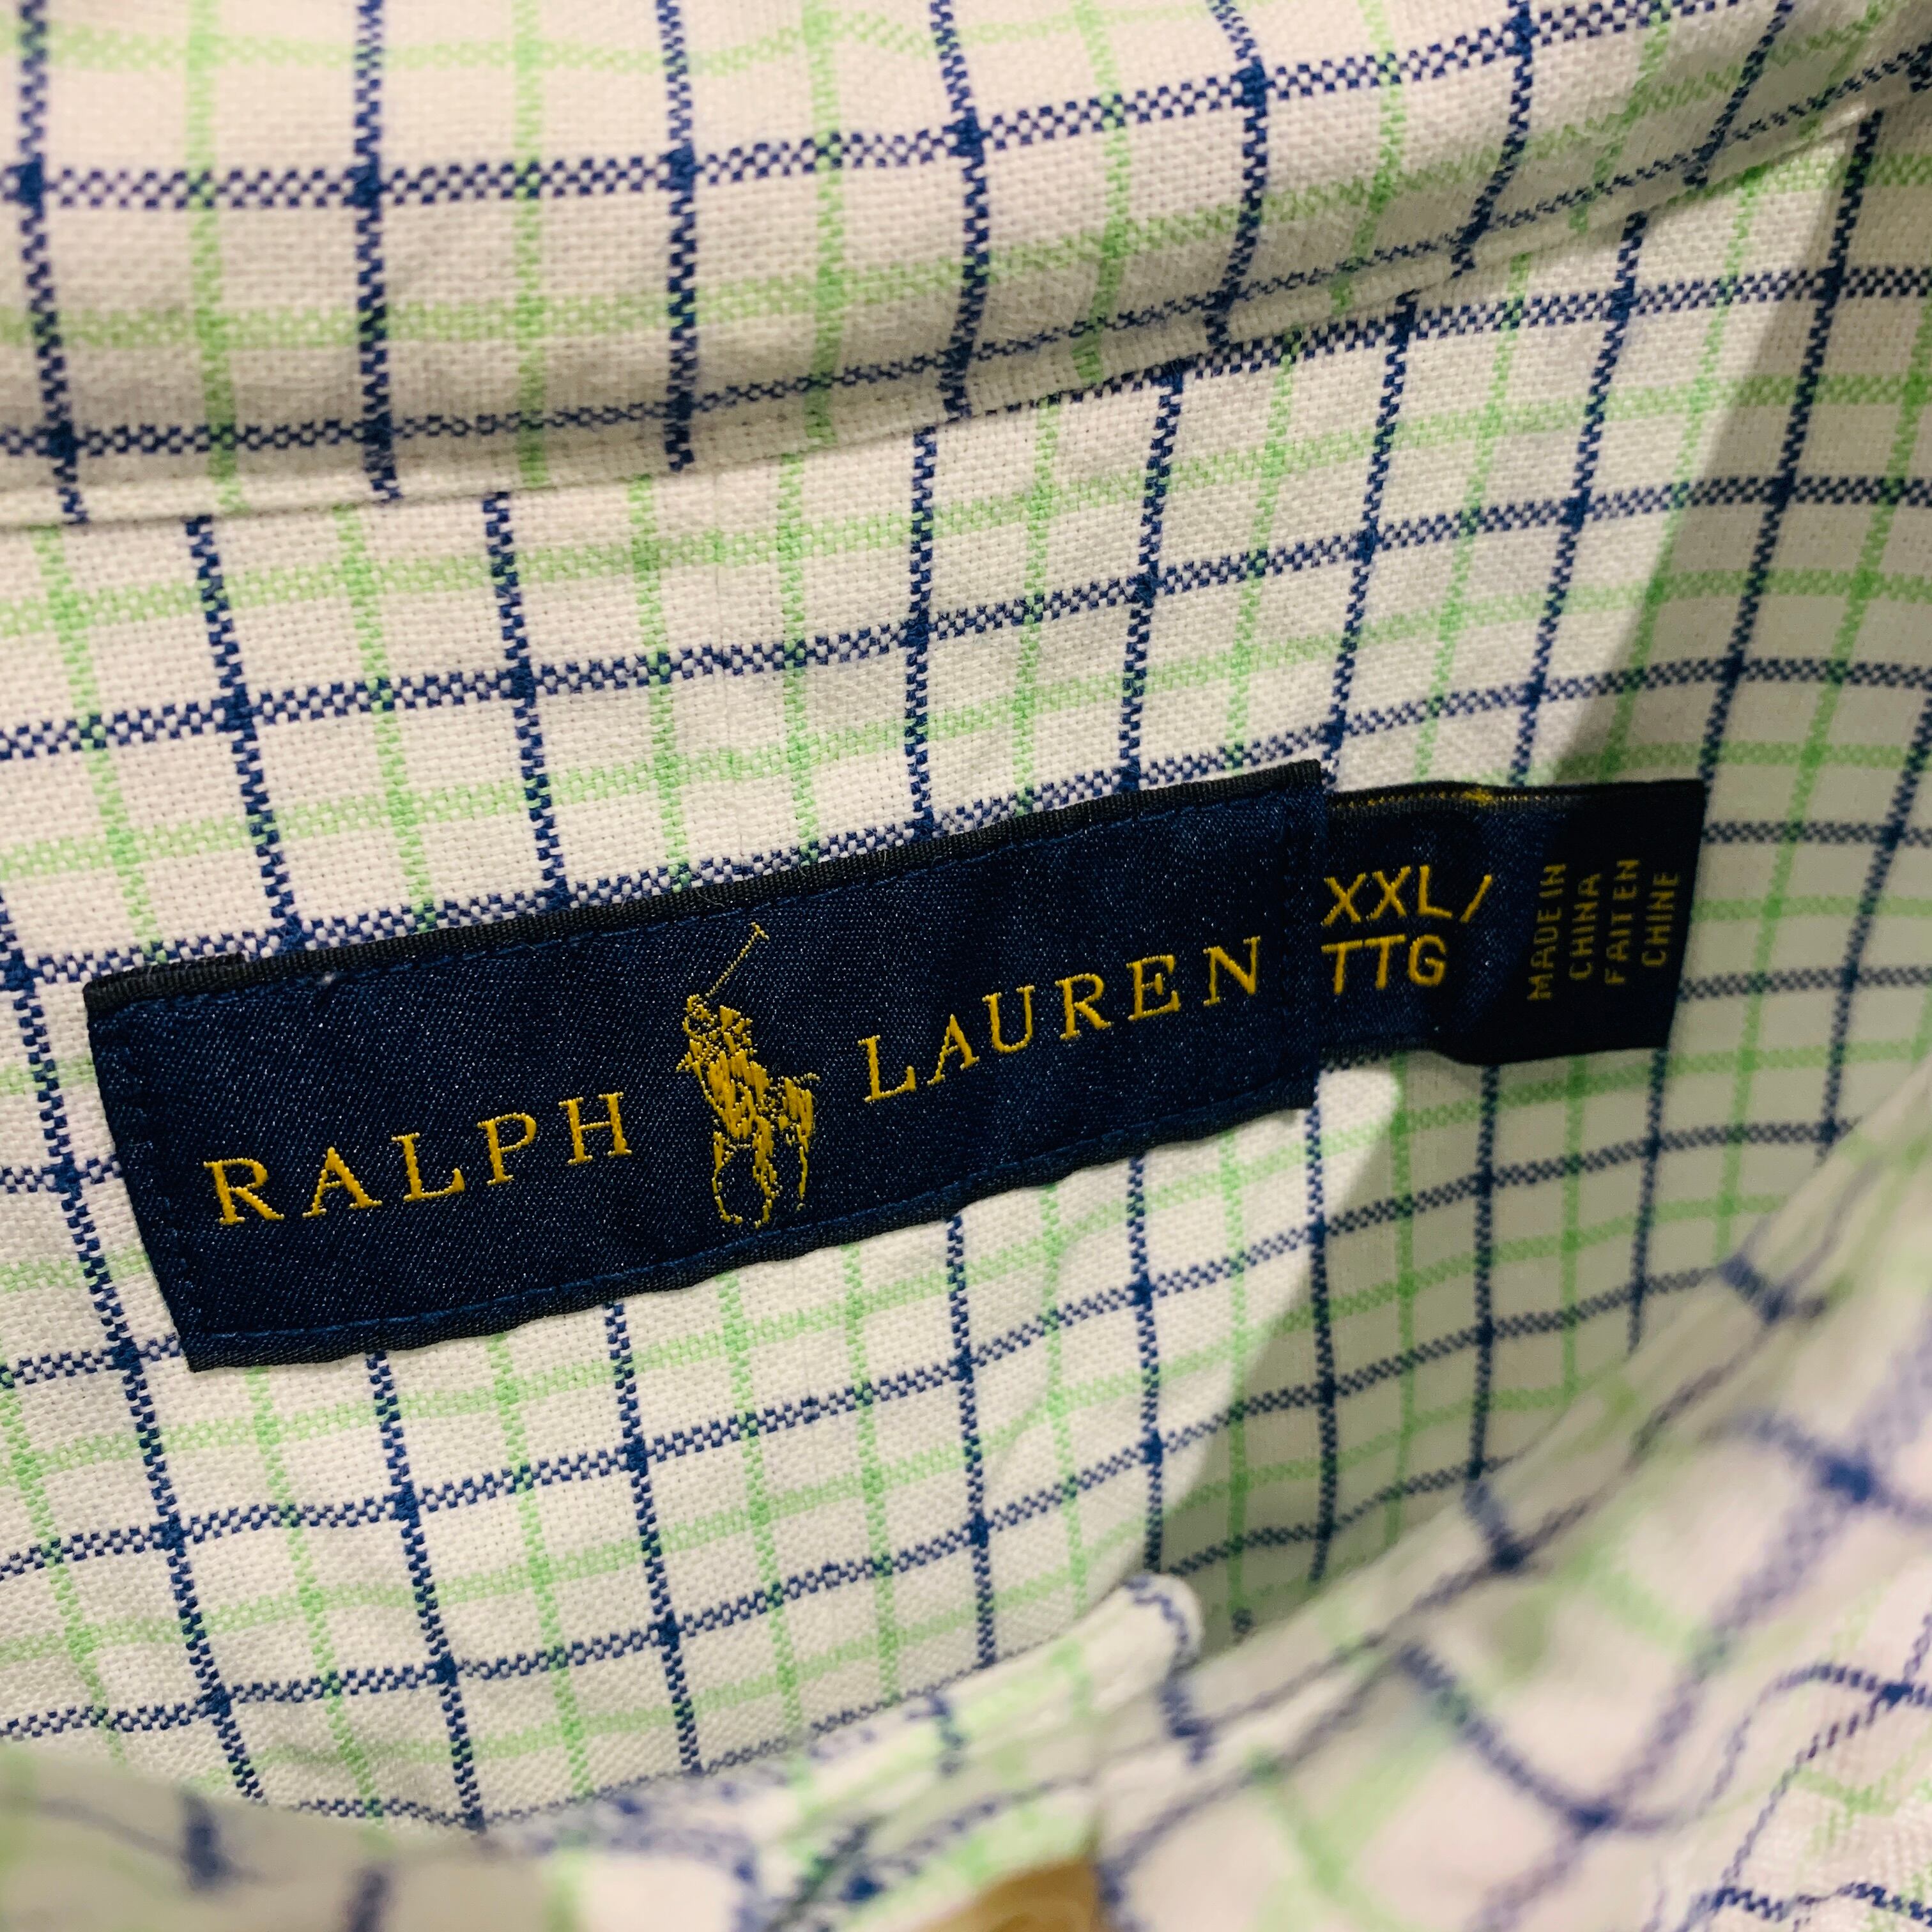 RALPH LAUREN
XXL/
TTG
MADE IN
CHINA
FAIT EN
CHINE